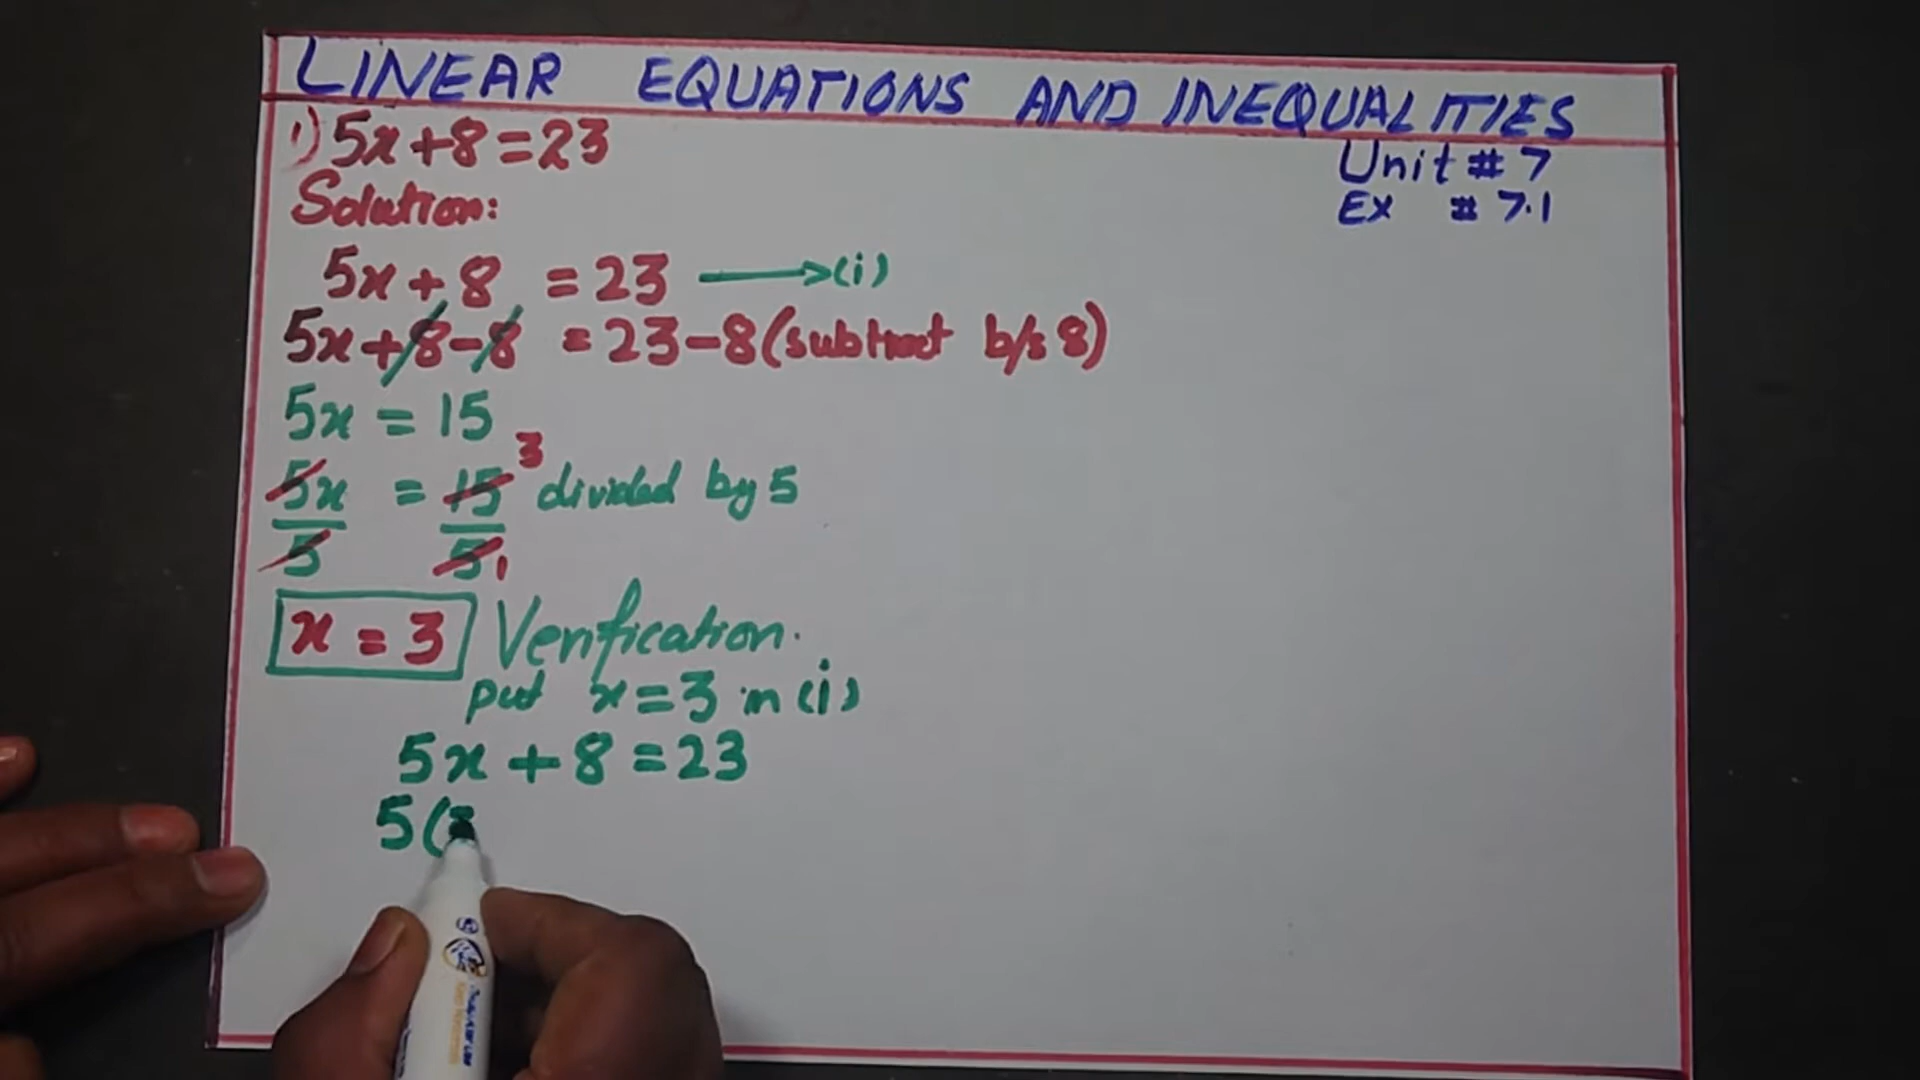 LINEAR EQUATIONS AND INEQUALITIES
1) 5x+8=23
Unit # 7
Solution:
Ex # 7.1
5x+8 = 23 ⟶(i)
5x+8-8 = 23-8 (subtract b/s 8)
5x = 15
5x/5 = 15/5 3 1 divided by 5
x = 3
Verification.
put x=3 in (i)
5x + 8 = 23
5(3